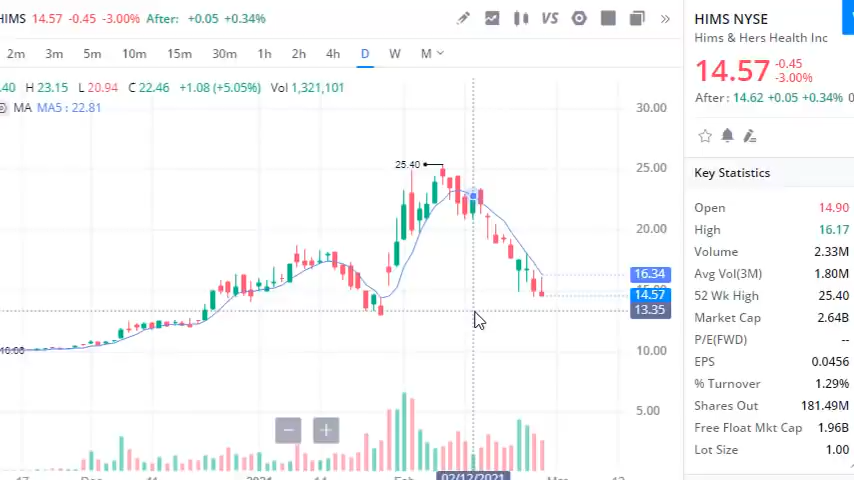 HIMS 14.57 -0.45 -3.00% After: +0.05 +0.34%
VS
2m 3m 5m 10m 15m 30m 1h 2h 4h D W M
.40 H 23.15 L 20.94 C 22.46 +1.08 (+5.05%) Vol 1,321,101
MA MA5: 22.81
30.00
25.40
25.00
20.00
16.34
14.57
13.35
10.00
5.00
02/12/2021
HIMS NYSE
Hims & Hers Health Inc
14.57 -0.45
-3.00%
After: 14.62 +0.05 +0.34% 0
Key Statistics
Open 14.90
High 16.17
Volume 2.33M
Avg Vol(3M) 1.80M
52 Wk High 25.40
Market Cap 2.64B
P/E(FWD) --
EPS 0.0456
% Turnover 1.29%
Shares Out 181.49M
Free Float Mkt Cap 1.96B
Lot Size 1.00